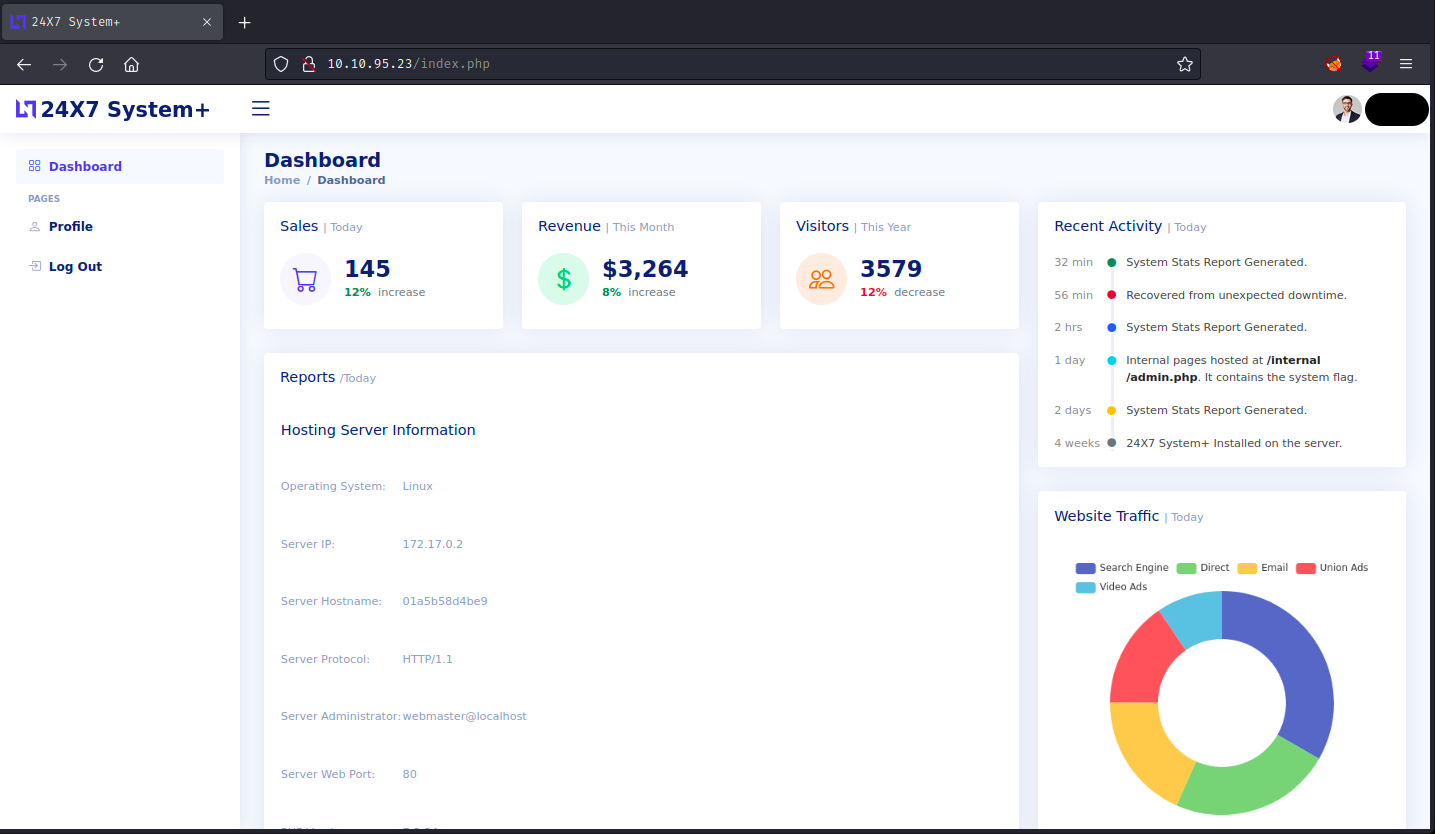 24X7 System+
11
10.10.95.23/index.php
24X7 System+
Dashboard
PAGES
Profile
Log Out
Dashboard
Home / Dashboard
Sales | Today
145
12% increase
Revenue | This Month
$3,264
8% increase
Visitors | This Year
3579
12% decrease
Reports /Today
Hosting Server Information
Operating System: Linux
Server IP: 172.17.0.2
Server Hostname: 01a5b58d4be9
Server Protocol: HTTP/1.1
Server Administrator: webmaster@localhost
Server Web Port: 80
Recent Activity | Today
32 min System Stats Report Generated.
56 min Recovered from unexpected downtime.
2 hrs System Stats Report Generated.
1 day Internal pages hosted at /internal
/admin.php. It contains the system flag.
2 days System Stats Report Generated.
4 weeks 24X7 System+ Installed on the server.
Website Traffic | Today
Search Engine Direct Email Union Ads
Video Ads